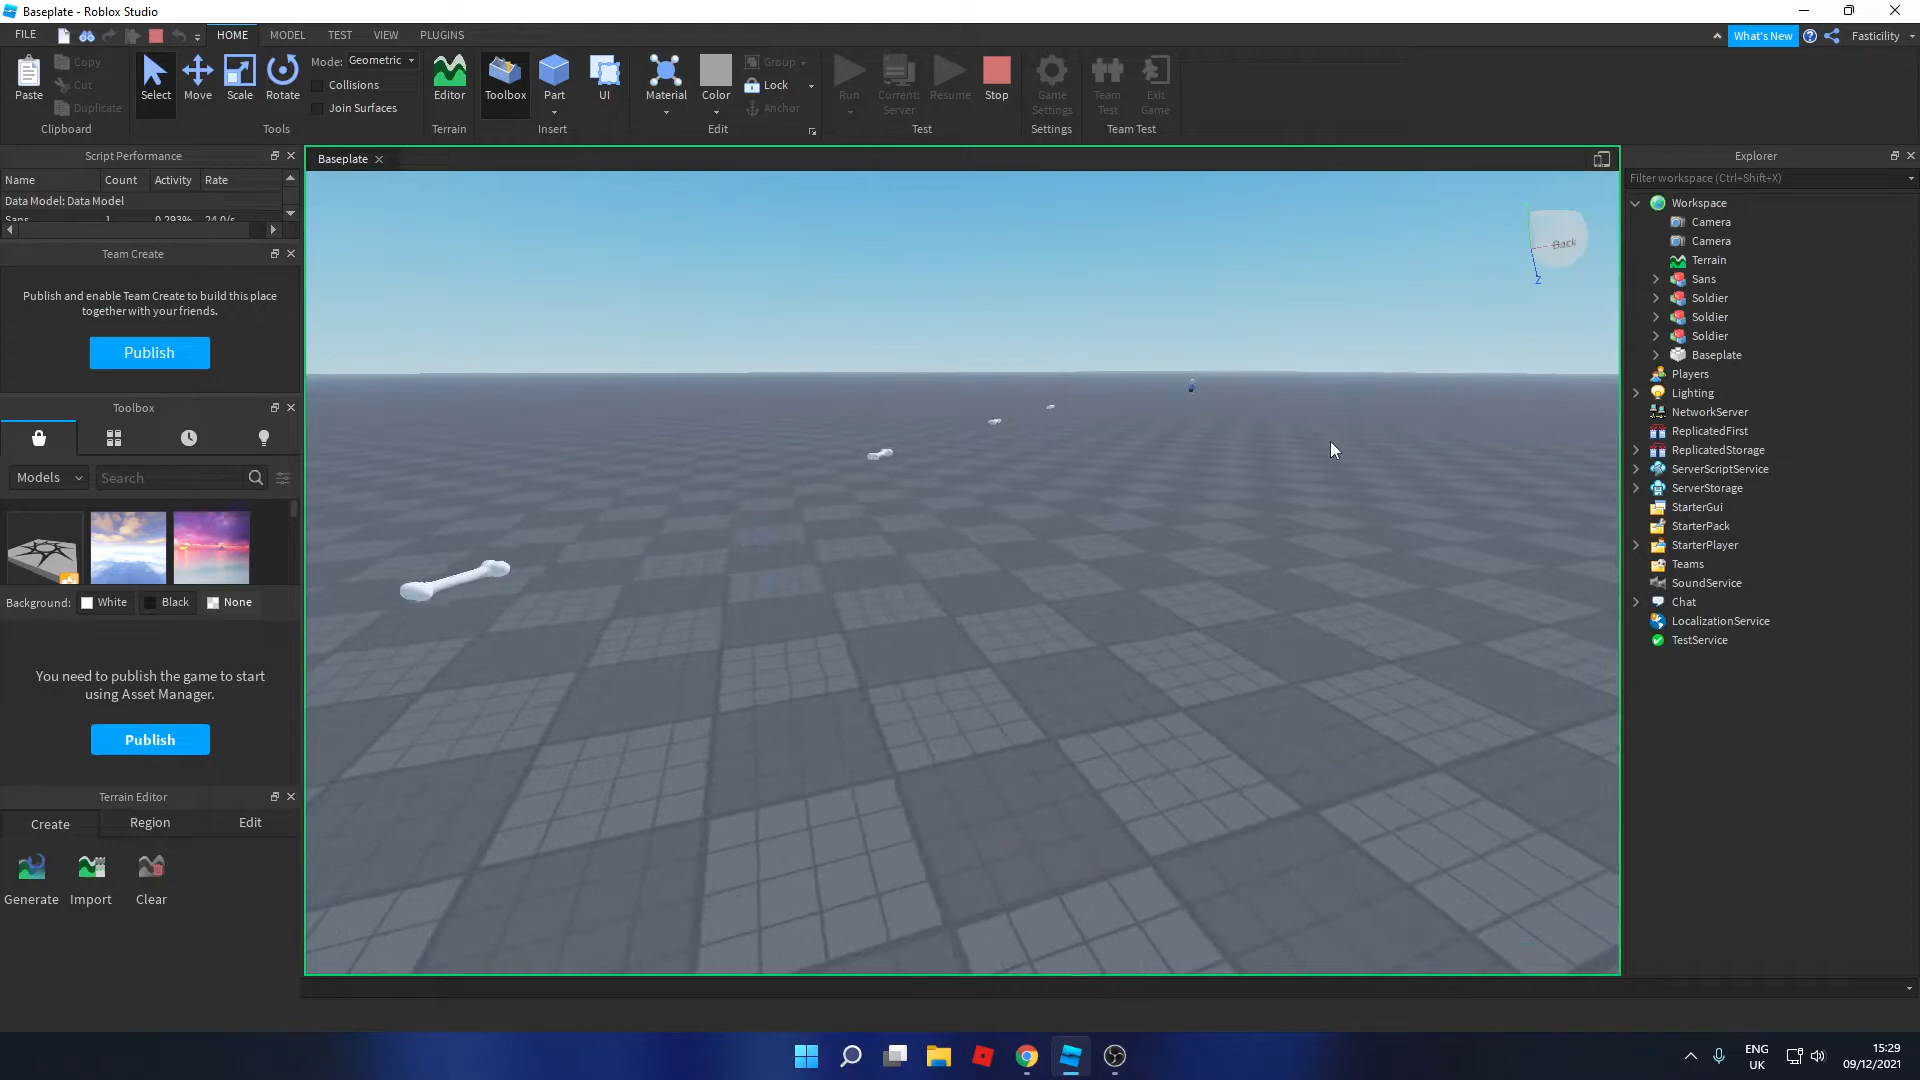 Baseplate - Roblox Studio
FILE
HOME
MODEL
TEST
VIEW
PLUGINS
What's New
Fasticility
Paste
Copy
Cut
Duplicate
Clipboard
Select
Move
Scale
Rotate
Mode: Geometric
Collisions
Join Surfaces
Tools
Editor
Terrain
Toolbox
Part
UI
Insert
Material
Color
Group
Lock
Anchor
Edit
Run
Current: Server
Resume
Stop
Test
Game Settings
Settings
Team Test
Exit Game
Team Test
Script Performance
Name Count Activity Rate
Data Model: Data Model
Sans 1 0.293% 24.0/s
Team Create
Publish and enable Team Create to build this place
together with your friends.
Publish
Toolbox
Models
Search
Background: White Black None
You need to publish the game to start
using Asset Manager.
Publish
Terrain Editor
Create Region Edit
Generate Import Clear
Baseplate
Back
Z
Explorer
Filter workspace (Ctrl+Shift+X)
Workspace
Camera
Camera
Terrain
Sans
Soldier
Soldier
Soldier
Baseplate
Players
Lighting
NetworkServer
ReplicatedFirst
ReplicatedStorage
ServerScriptService
ServerStorage
StarterGui
StarterPack
StarterPlayer
Teams
SoundService
Chat
LocalizationService
TestService
ENG
UK
15:29
09/12/2021